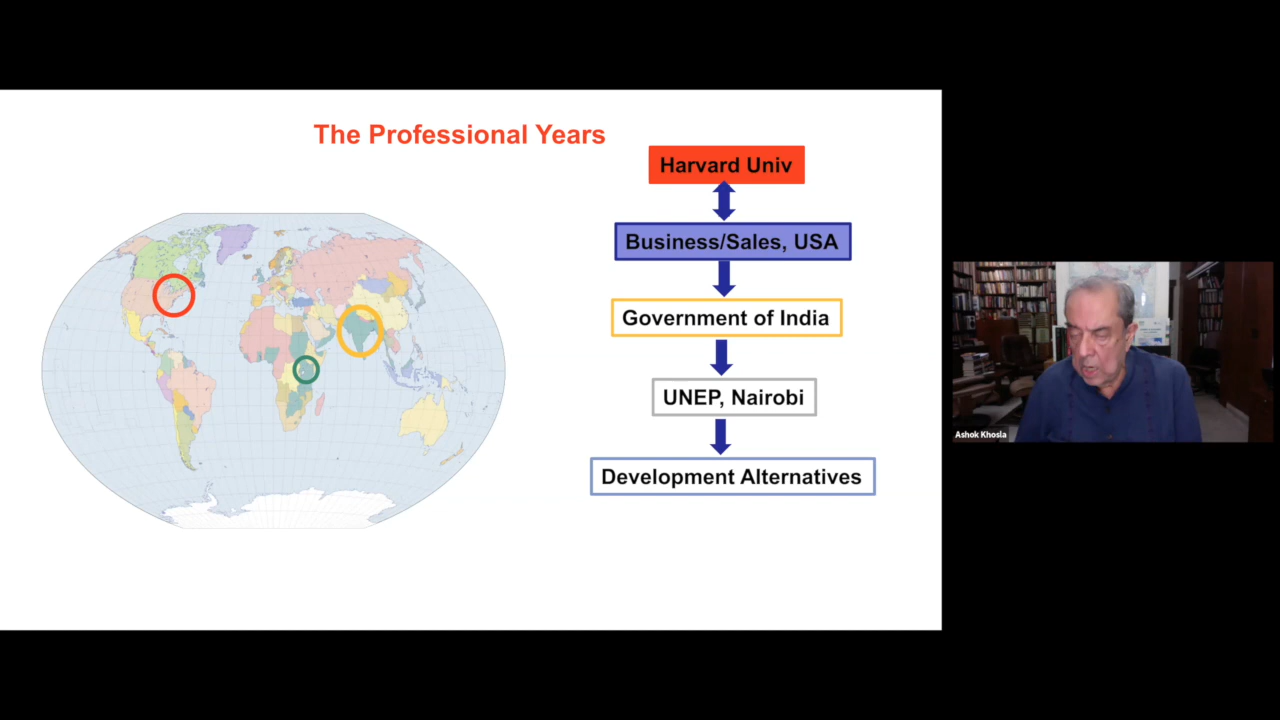 The Professional Years
Harvard Univ
Business/Sales, USA
Government of India
UNEP, Nairobi
Development Alternatives
Ashok Khosla